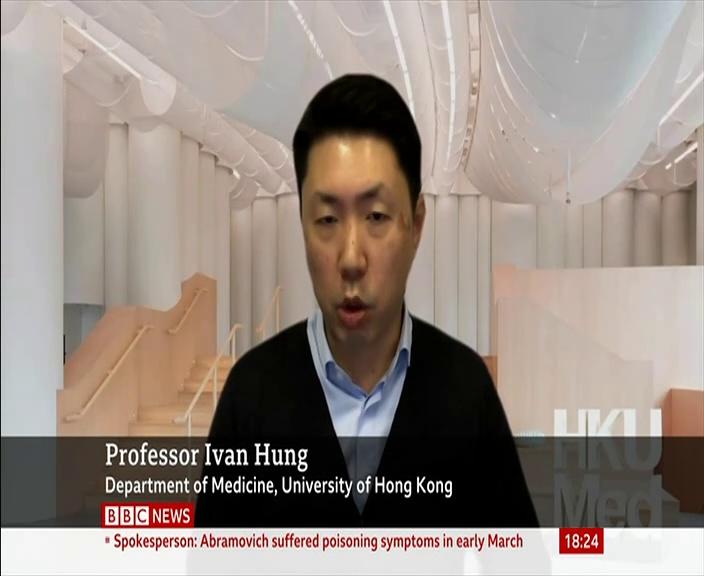 HKU
Med
Professor Ivan Hung
Department of Medicine, University of Hong Kong
BBC NEWS
Spokesperson: Abramovich suffered poisoning symptoms in early March
18:24